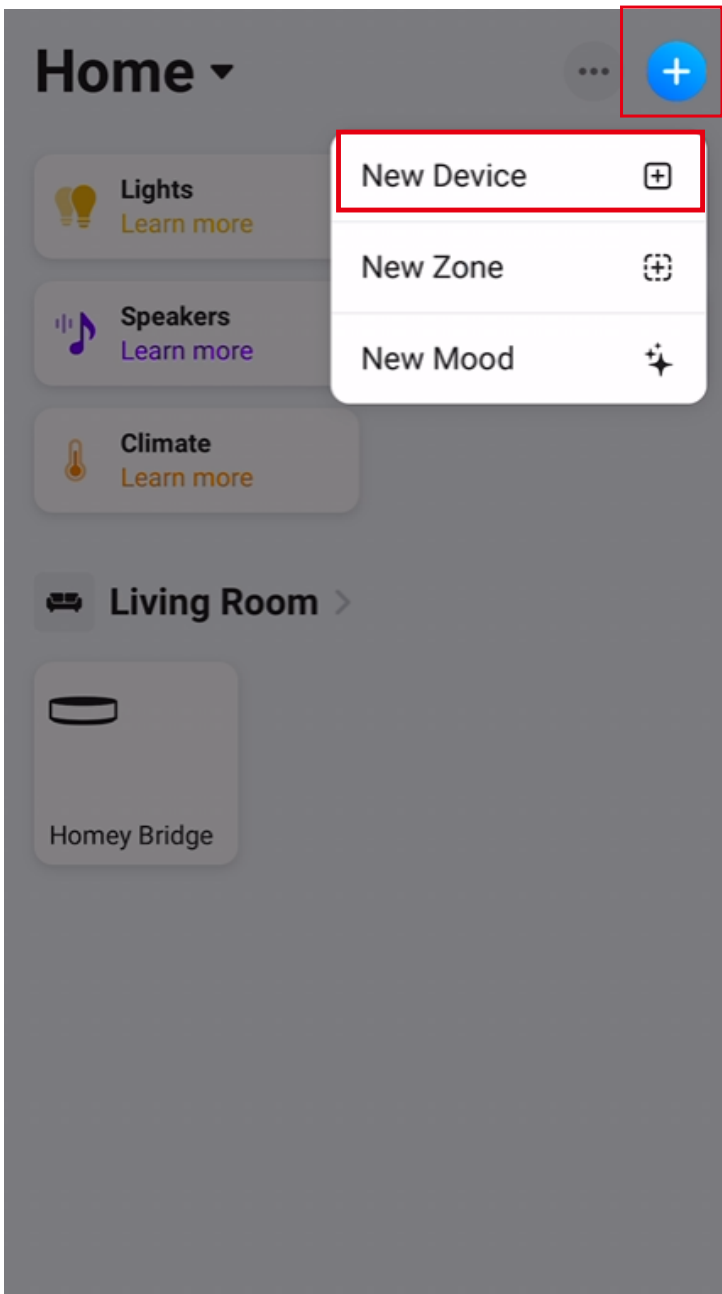 Home
New Device
Lights
Learn more
New Zone
Speakers
Learn more
New Mood
Climate
Learn more
Living Room
Homey Bridge